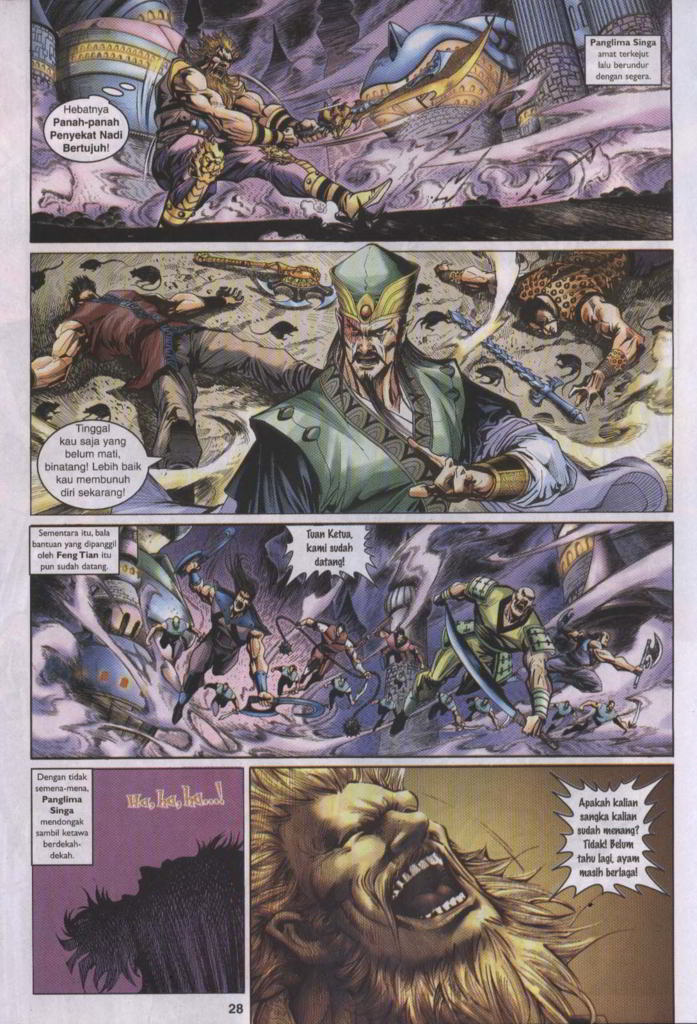 Panglima Singa
amat terkejut
lalu berundur
dengan segera.
Hebatnya
Panah-panah
Penyekat Nadi
Bertujuh!
Tinggal
kau saja yang
belum mati,
binatang! Lebih baik
kau membunuh
diri sekarang!
Sementara itu, bala
bantuan yang dipanggil
oleh Feng Tian itu
pun sudah datang.
Tuan Ketua,
kami sudah
datang!
Dengan tidak
semena-mena,
Panglima
Singa
mendongak
sambil ketawa
berdekah-
dekah.
Ha, ha, ha...!
Apakah kalian
sangka kalian
sudah menang?
Tidak! Belum
tahu lagi, ayam
masih berlaga!
28